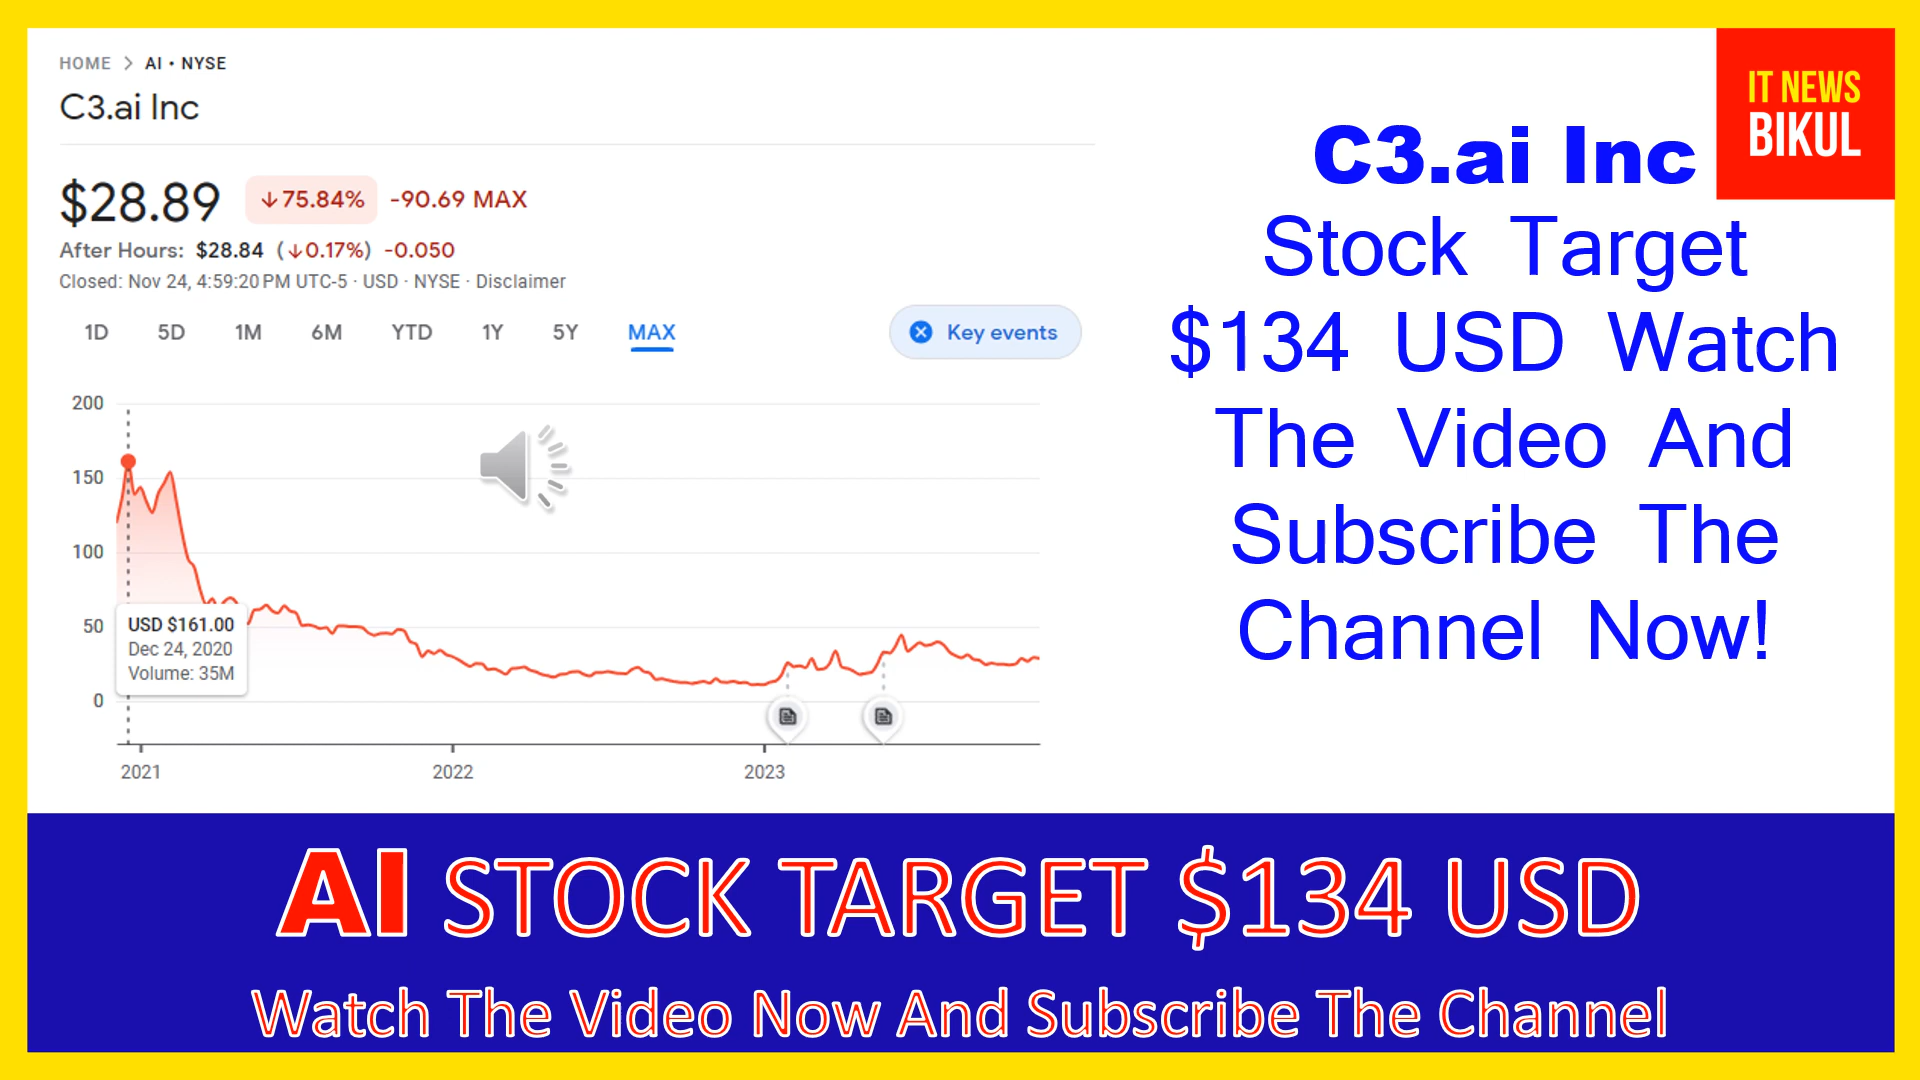 HOME > AI • NYSE
C3.ai Inc
$28.89 ↓75.84% -90.69 MAX
After Hours: $28.84 (↓0.17%) -0.050
Closed: Nov 24, 4:59:20 PM UTC-5 · USD · NYSE · Disclaimer
1D 5D 1M 6M YTD 1Y 5Y MAX Key events
200
150
100
50
0
USD $161.00
Dec 24, 2020
Volume: 35M
2021 2022 2023
IT NEWS
BIKUL
C3.ai Inc
Stock Target
$134 USD Watch
The Video And
Subscribe The
Channel Now!
AI STOCK TARGET $134 USD
Watch The Video Now And Subscribe The Channel